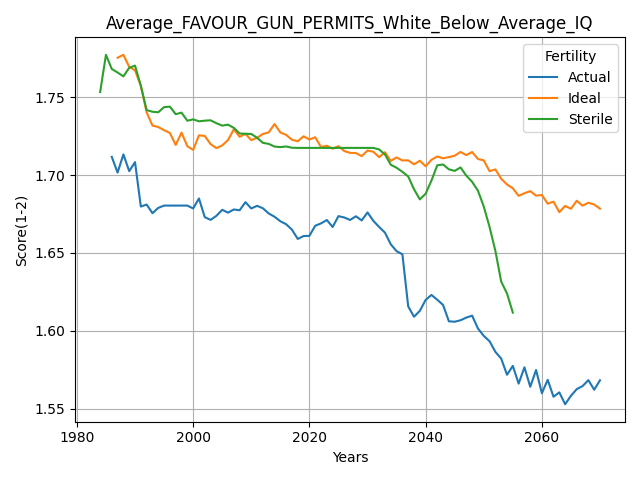 Average_FAVOUR_GUN_PERMITS_White_Below_Average_IQ
Fertility
Actual
Ideal
Sterile
Score(1-2)
1.75
1.70
1.65
1.60
1.55
1980
2000
2020
2040
2060
Years